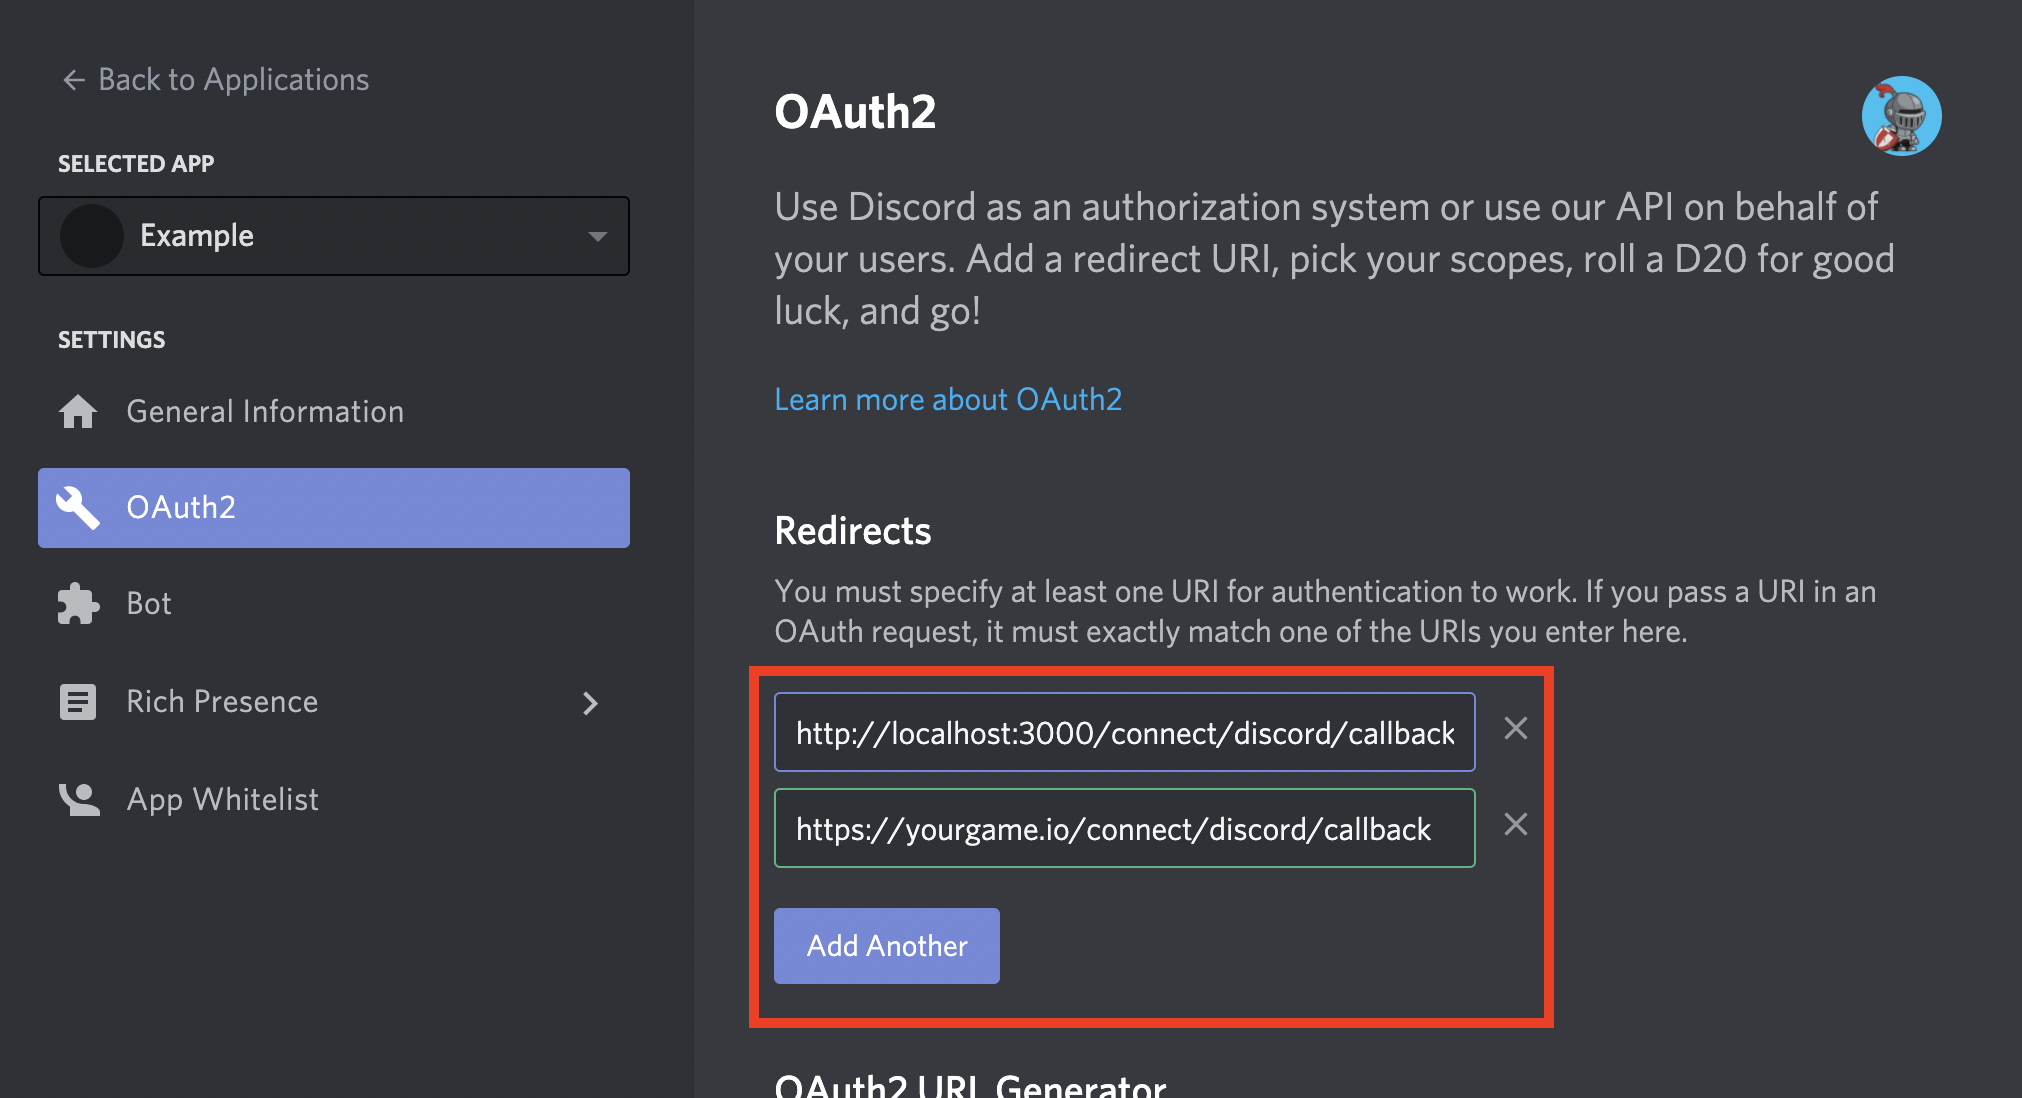 Back to Applications
SELECTED APP
Example
SETTINGS
General Information
OAuth2
Bot
Rich Presence
App Whitelist
OAuth2
Use Discord as an authorization system or use our API on behalf of
your users. Add a redirect URI, pick your scopes, roll a D20 for good
luck, and go!
Learn more about OAuth2
Redirects
You must specify at least one URI for authentication to work. If you pass a URI in an
OAuth request, it must exactly match one of the URIs you enter here.
http://localhost:3000/connect/discord/callback
https://yourgame.io/connect/discord/callback
Add Another
OAuth2 URL Generator